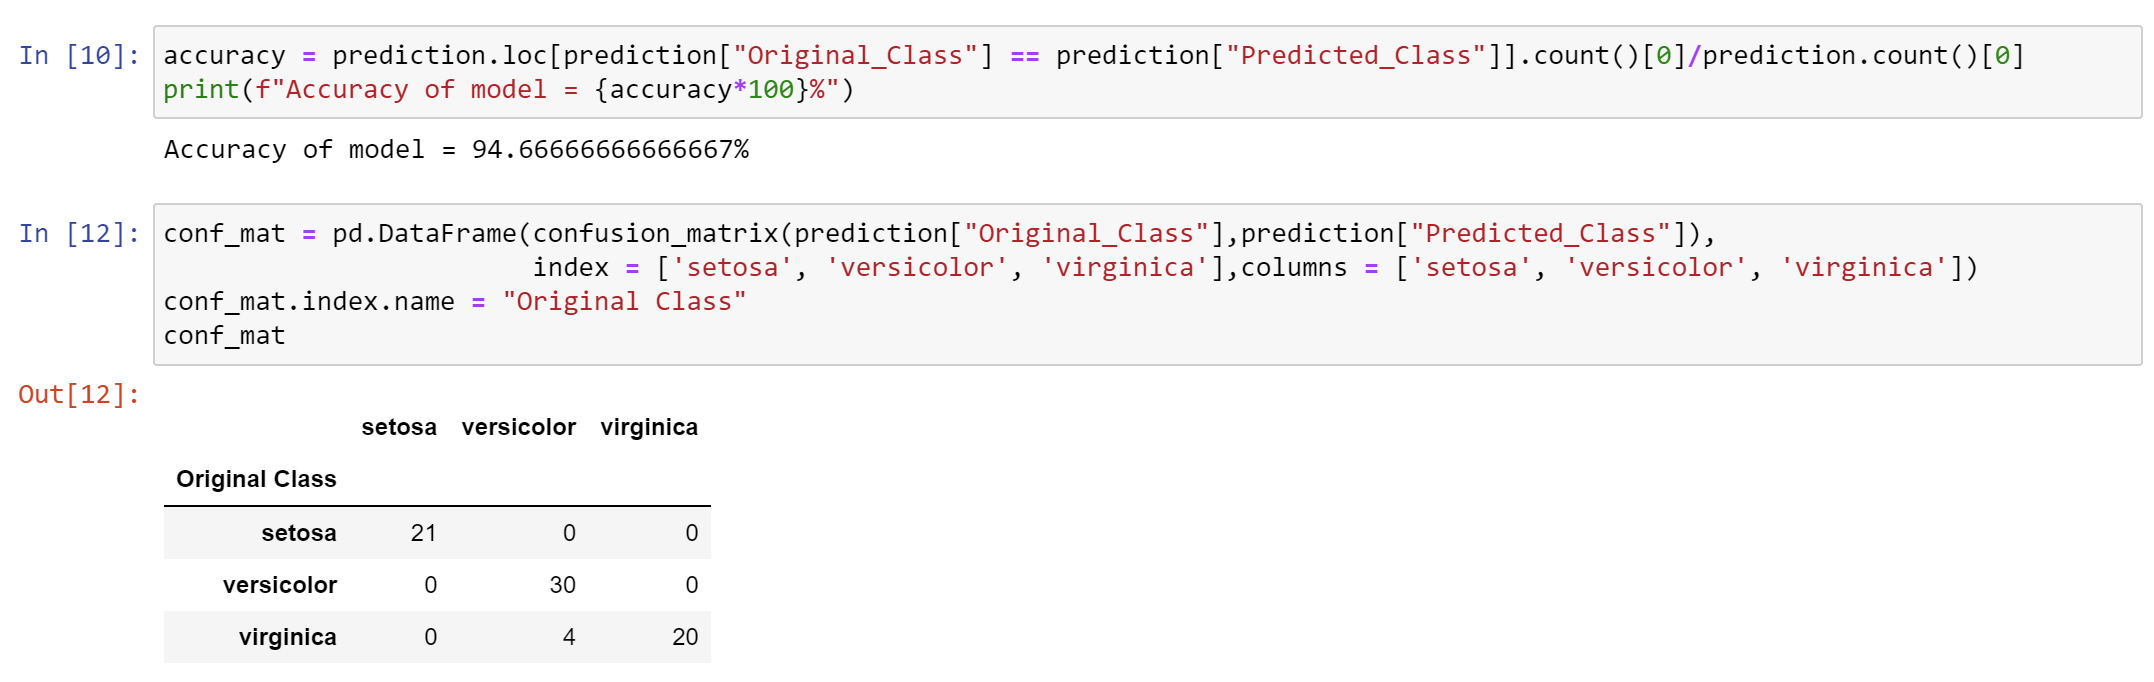 In [10]: accuracy = prediction.loc[prediction["Original_Class"] == prediction["Predicted_Class"]].count()[0]/prediction.count()[0]
print(f"Accuracy of model = {accuracy*100}%")
Accuracy of model = 94.66666666666667%
In [12]: conf_mat = pd.DataFrame(confusion_matrix(prediction["Original_Class"],prediction["Predicted_Class"]),
index = ['setosa', 'versicolor', 'virginica'],columns = ['setosa', 'versicolor', 'virginica'])
conf_mat.index.name = "Original Class"
conf_mat
Out[12]:
setosa versicolor virginica
Original Class
setosa 21 0 0
versicolor 0 30 0
virginica 0 4 20